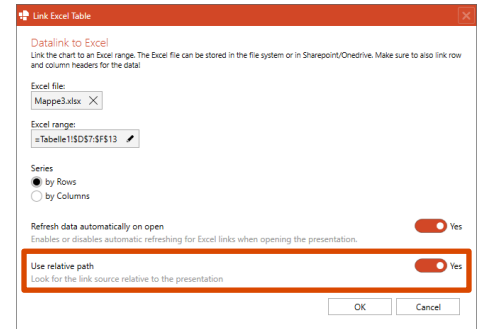 Link Excel Table
Datalink to Excel
Link the chart to an Excel range. The Excel file can be stored in the file system or in Sharepoint/Onedrive. Make sure to also link row
and column headers for the data!
Excel file:
Mappe3.xlsx
Excel range:
=Tabelle1!$D$7:$F$13
Series
by Rows
by Columns
Refresh data automatically on open
Yes
Enables or disables automatic refreshing for Excel links when opening the presentation.
Use relative path
Yes
Look for the link source relative to the presentation
OK
Cancel